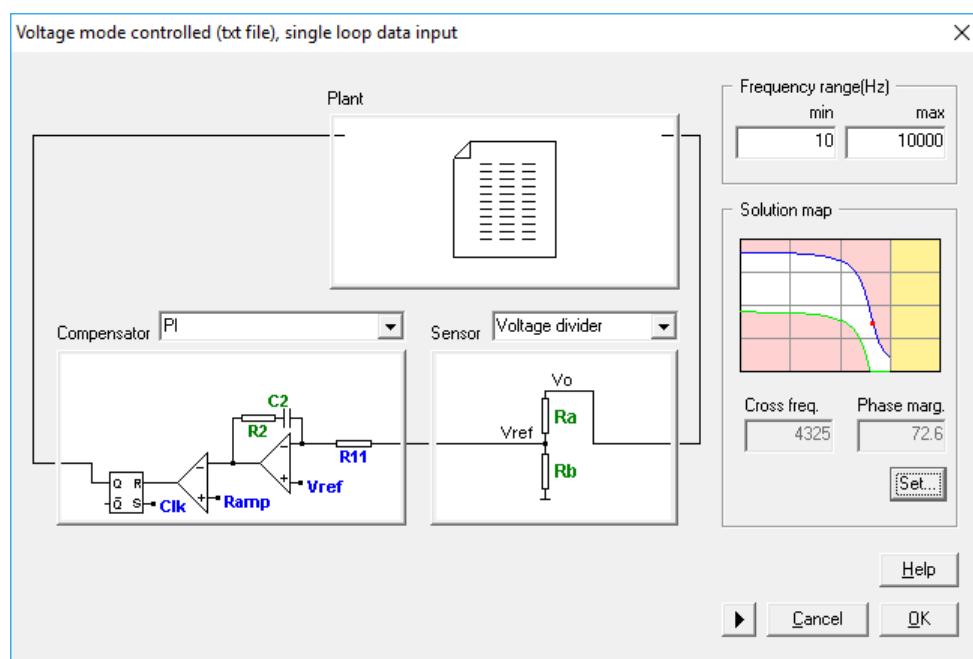 Voltage mode controlled (txt file), single loop data input
Plant
Frequency range(Hz)
min max
10 10000
Solution map
Compensator PI
Sensor Voltage divider
C2
R2
R11
Vref
Ramp
Clk
Q R
Q S
Vo
Vref
Ra
Rb
Cross freq. Phase marg.
4325 72.6
Set...
Help
Cancel OK